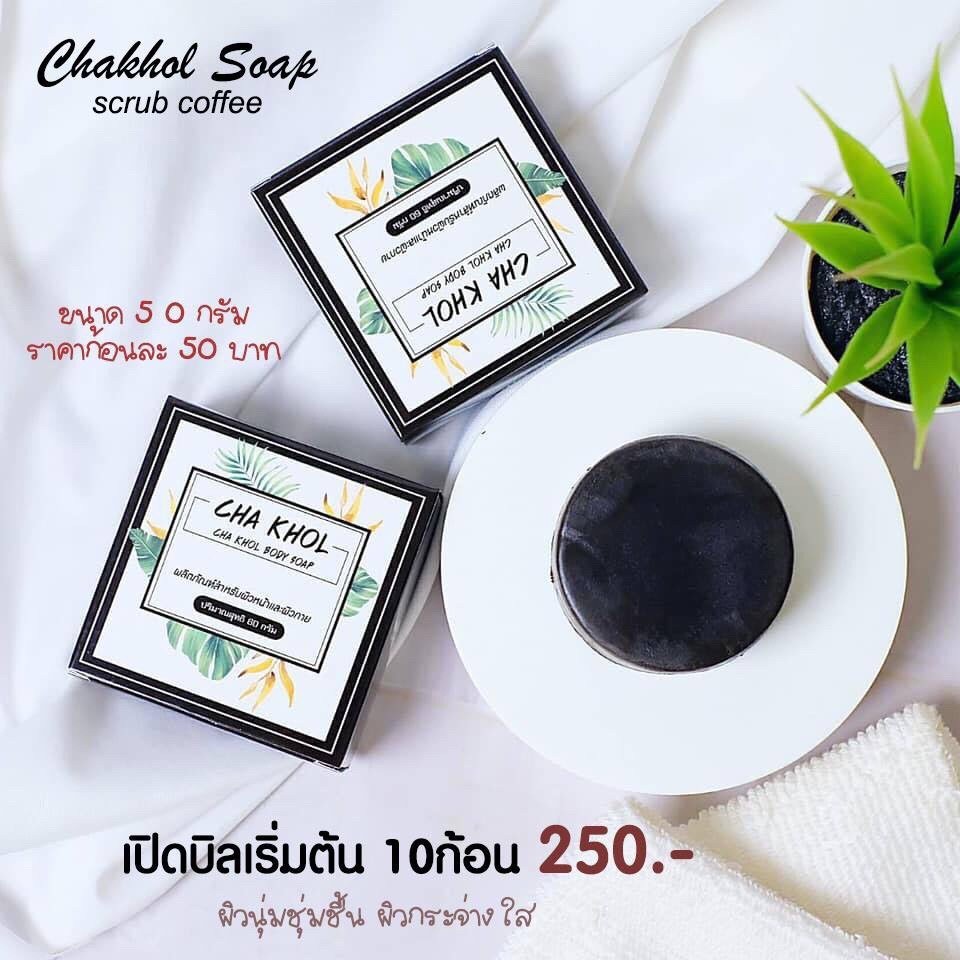 Chakhol Soap
scrub coffee
ขนาด 5 0 กรัม
ราคาก้อนละ 50 บาท
CHA KHOL
CHA KHOL BODY SOAP
ผลิตภัณฑ์สำหรับผิวหน้าและผิวกาย
ปริมาณสุทธิ 60 กรัม
CHA KHOL
CHA KHOL BODY SOAP
ผลิตภัณฑ์สำหรับผิวหน้าและผิวกาย
ปริมาณสุทธิ 60 กรัม
เปิดบิลเริ่มต้น 10ก้อน 250.-
ผิวนุ่มชุ่มชื้น ผิวกระจ่างใส